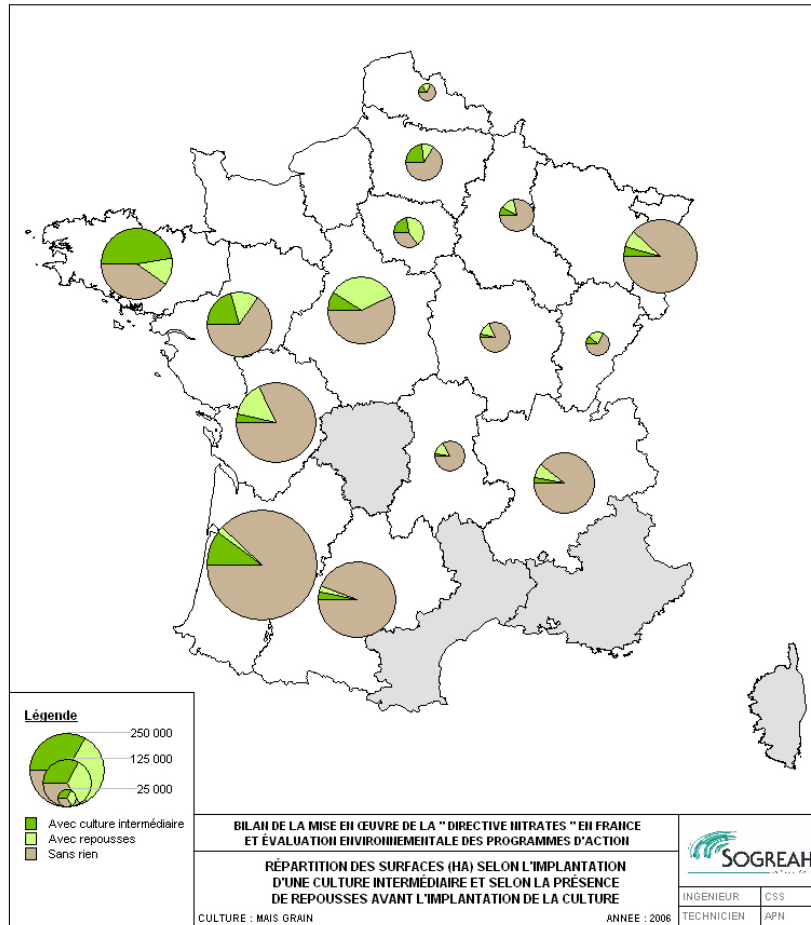 Légende
250 000
125 000
25 000
Avec culture intermédiaire
Avec repousses
Sans rien
BILAN DE LA MISE EN ŒUVRE DE LA "DIRECTIVE NITRATES" EN FRANCE
ET ÉVALUATION ENVIRONNEMENTALE DES PROGRAMMES D'ACTION
RÉPARTITION DES SURFACES (HA) SELON L'IMPLANTATION
D'UNE CULTURE INTERMÉDIAIRE ET SELON LA PRÉSENCE
DE REPOUSSES AVANT L'IMPLANTATION DE LA CULTURE
CULTURE : MAIS GRAIN
ANNEE : 2006
SOGREAH
INGENIEUR CSS
TECHNICIEN APN